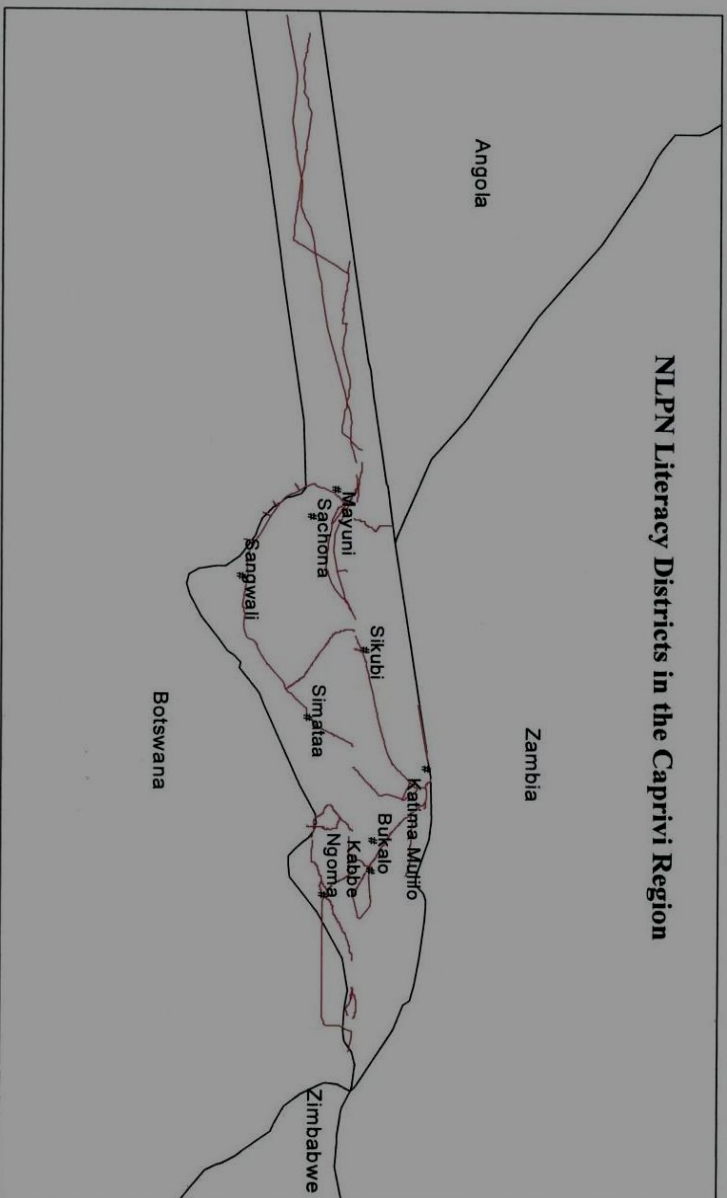 NLPN Literacy Districts in the Caprivi Region
Angola
Zambia
Mayuni
Sachona
Sangwali
Sikubi
Simataa
Katima Mulilo
Bukalo
Kabbe
Ngoma
Botswana
Zimbabwe